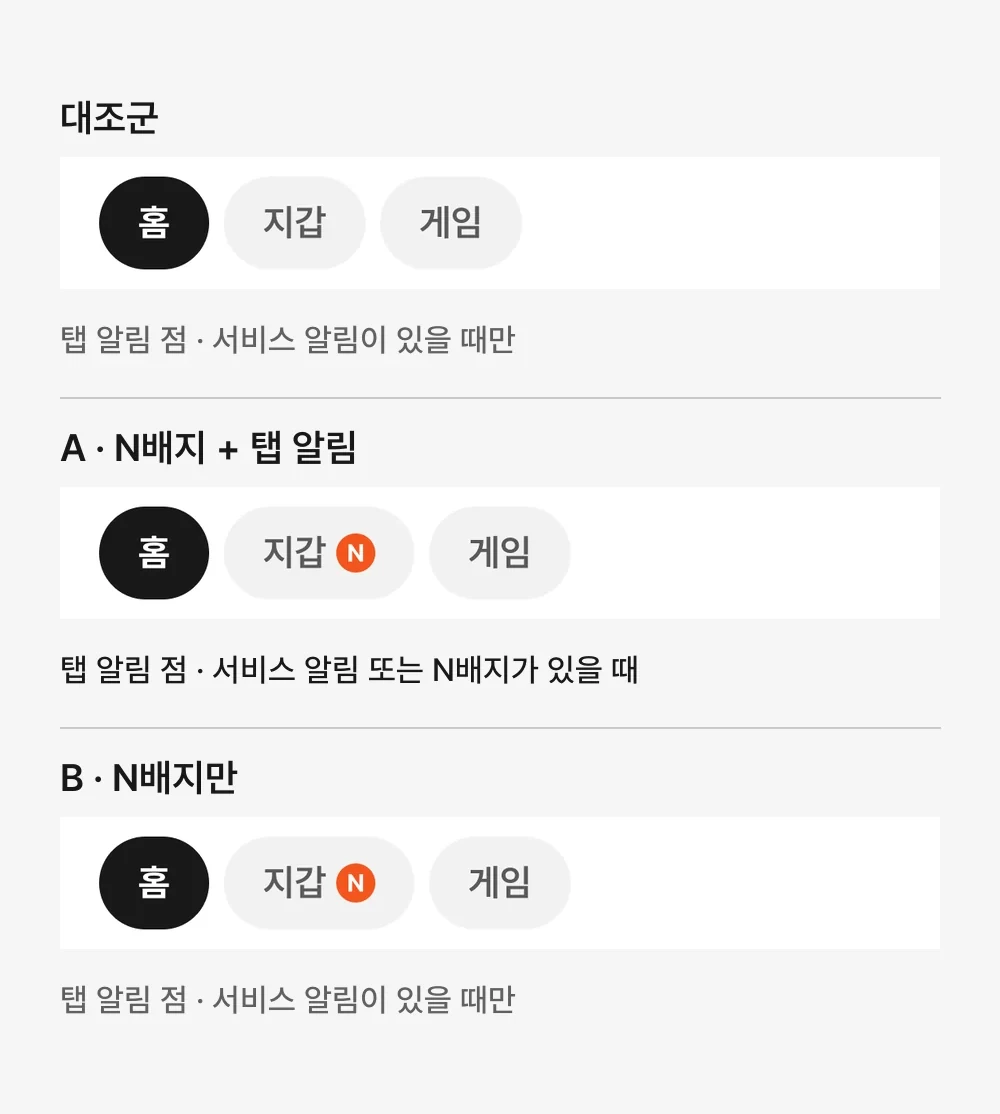 대조군
홈 지갑 게임
탭 알림 점 · 서비스 알림이 있을 때만
A · N배지 + 탭 알림
홈 지갑 N 게임
탭 알림 점 · 서비스 알림 또는 N배지가 있을 때
B · N배지만
홈 지갑 N 게임
탭 알림 점 · 서비스 알림이 있을 때만